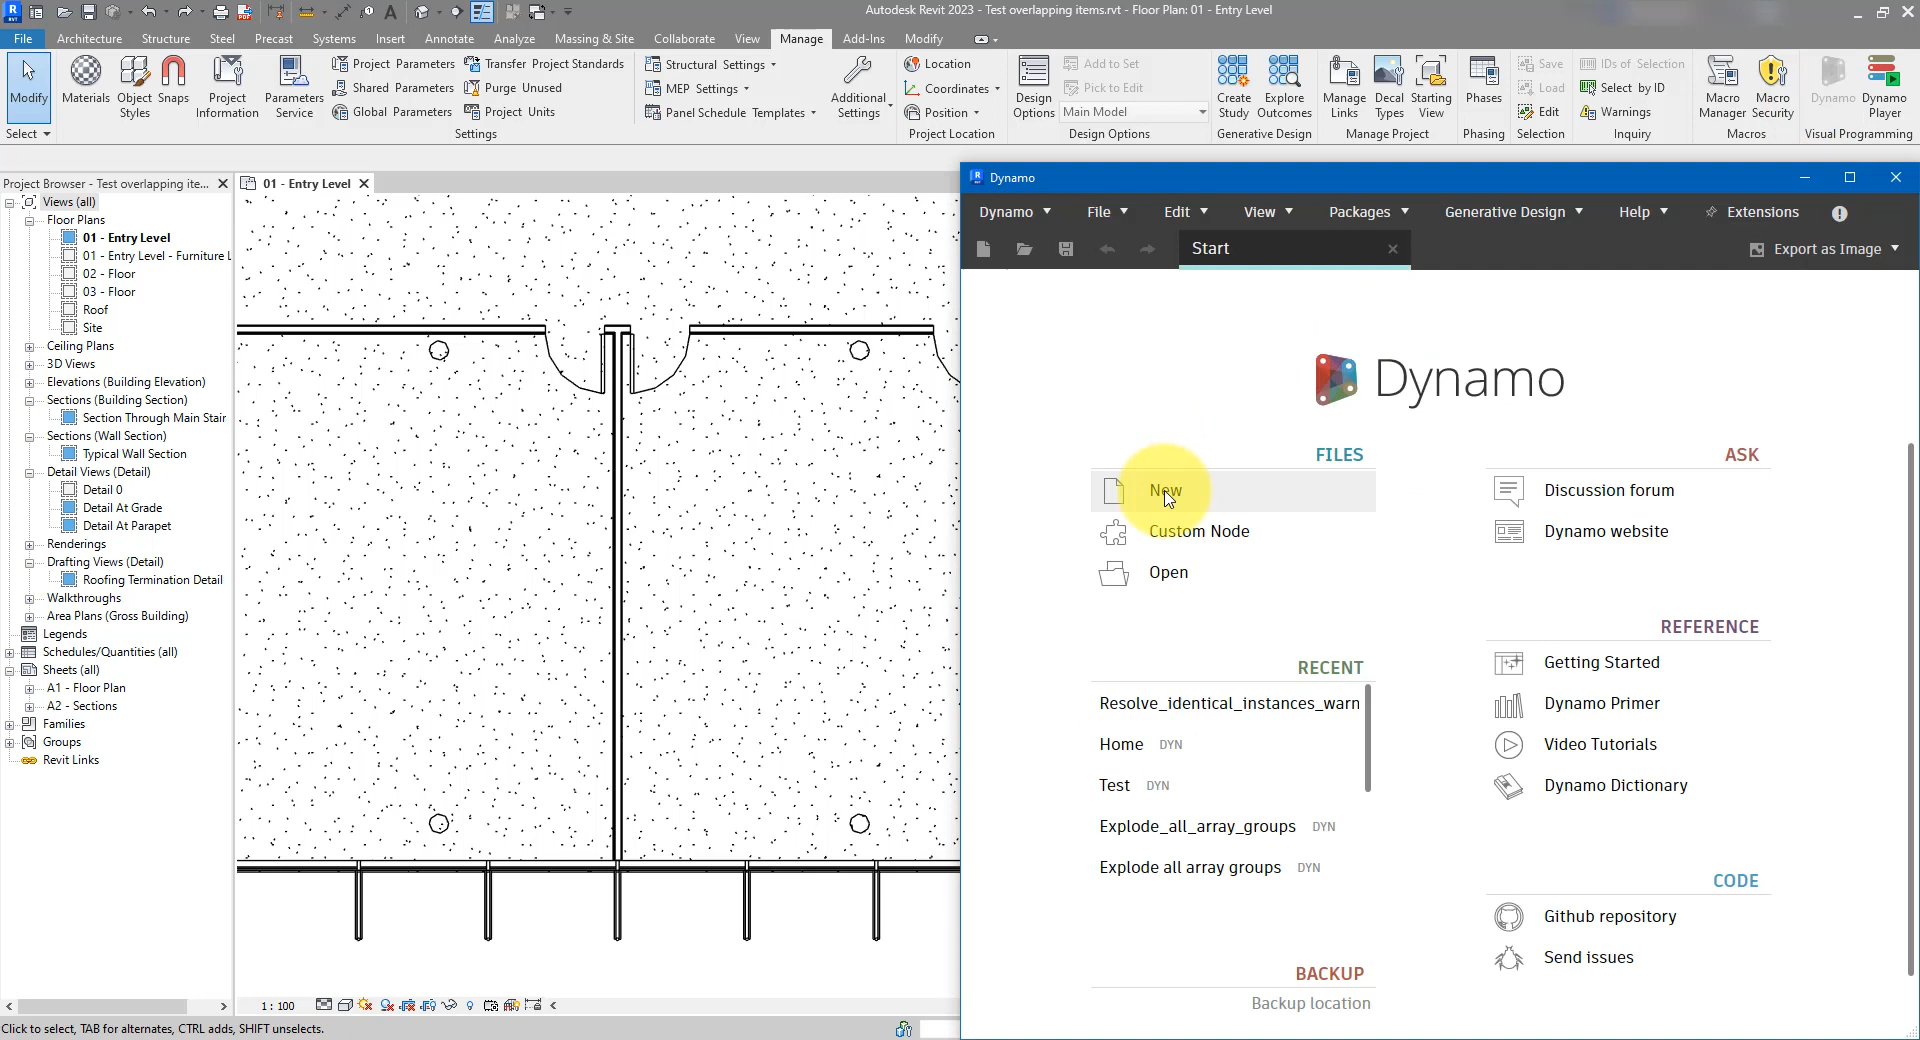 Autodesk Revit 2023 - Test overlapping items.rvt - Floor Plan: 01 - Entry Level
File Architecture Structure Steel Precast Systems Insert Annotate Analyze Massing & Site Collaborate View Manage Add-Ins Modify
Modify
Materials
Object Styles
Snaps
Project Information
Parameters Service
Project Parameters
Shared Parameters
Global Parameters
Transfer Project Standards
Purge Unused
Project Units
Structural Settings
MEP Settings
Panel Schedule Templates
Additional Settings
Location
Coordinates
Position
Design Options
Add to Set
Pick to Edit
Main Model
Create Study
Explore Outcomes
Manage Links
Decal Types
Starting View
Phases
Save
Load
Edit
IDs of Selection
Select by ID
Warnings
Macro Manager
Macro Security
Dynamo
Dynamo Player
Select Settings Project Location Design Options Generative Design Manage Project Phasing Selection Inquiry Macros Visual Programming
Project Browser - Test overlapping ite...
01 - Entry Level
Views (all)
Floor Plans
01 - Entry Level
01 - Entry Level - Furniture L
02 - Floor
03 - Floor
Roof
Site
Ceiling Plans
3D Views
Elevations (Building Elevation)
Sections (Building Section)
Section Through Main Stair
Sections (Wall Section)
Typical Wall Section
Detail Views (Detail)
Detail 0
Detail At Grade
Detail At Parapet
Renderings
Drafting Views (Detail)
Roofing Termination Detail
Walkthroughs
Area Plans (Gross Building)
Legends
Schedules/Quantities (all)
Sheets (all)
A1 - Floor Plan
A2 - Sections
Families
Groups
Revit Links
1 : 100
Click to select, TAB for alternates, CTRL adds, SHIFT unselects.
Dynamo
Dynamo File Edit View Packages Generative Design Help Extensions
Start
Export as Image
Dynamo
FILES
New
Custom Node
Open
RECENT
Resolve_identical_instances_warn
Home DYN
Test DYN
Explode_all_array_groups DYN
Explode all array groups DYN
BACKUP
Backup location
ASK
Discussion forum
Dynamo website
REFERENCE
Getting Started
Dynamo Primer
Video Tutorials
Dynamo Dictionary
CODE
Github repository
Send issues